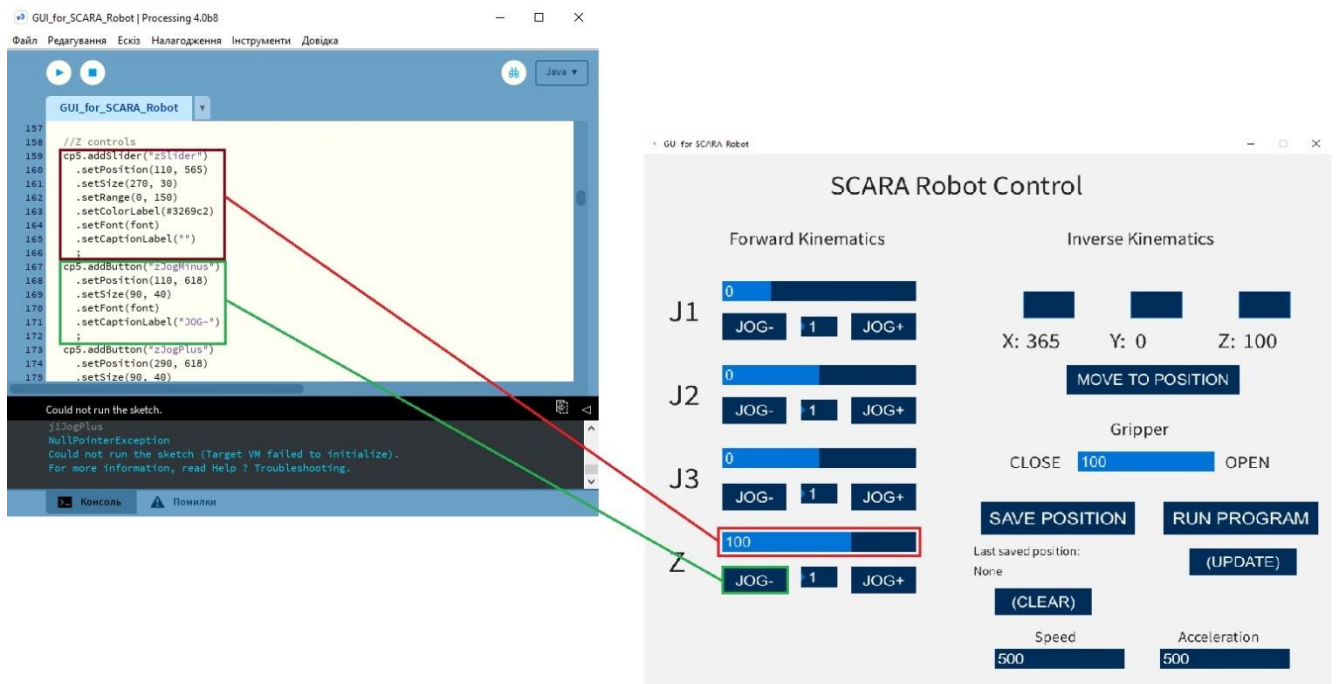 GUI_for_SCARA_Robot | Processing 4.0b8
Файл Редагування Ескіз Налагодження Інструменти Довідка
Java
GUI_for_SCARA_Robot
157
158 //Z controls
159 cp5.addSlider("zSlider")
160 .setPosition(110, 565)
161 .setSize(270, 30)
162 .setRange(0, 150)
163 .setColorLabel(#3269c2)
164 .setFont(font)
165 .setCaptionLabel("")
166 ;
167 cp5.addButton("zJogMinus")
168 .setPosition(110, 618)
169 .setSize(90, 40)
170 .setFont(font)
171 .setCaptionLabel("JOG-")
172 ;
173 cp5.addButton("zJogPlus")
174 .setPosition(290, 618)
175 .setSize(90, 40)
Could not run the sketch.
j1JogPlus
NullPointerException
Could not run the sketch (Target VM failed to initialize).
For more information, read Help ? Troubleshooting.
Консоль Помилки
GUI for SCARA Robot
SCARA Robot Control
Forward Kinematics
J1
0
JOG- 1 JOG+
J2
0
JOG- 1 JOG+
J3
0
JOG- 1 JOG+
Z
100
JOG- 1 JOG+
Inverse Kinematics
X: 365 Y: 0 Z: 100
MOVE TO POSITION
Gripper
CLOSE 100 OPEN
SAVE POSITION RUN PROGRAM
Last saved position:
None
(UPDATE)
(CLEAR)
Speed Acceleration
500 500